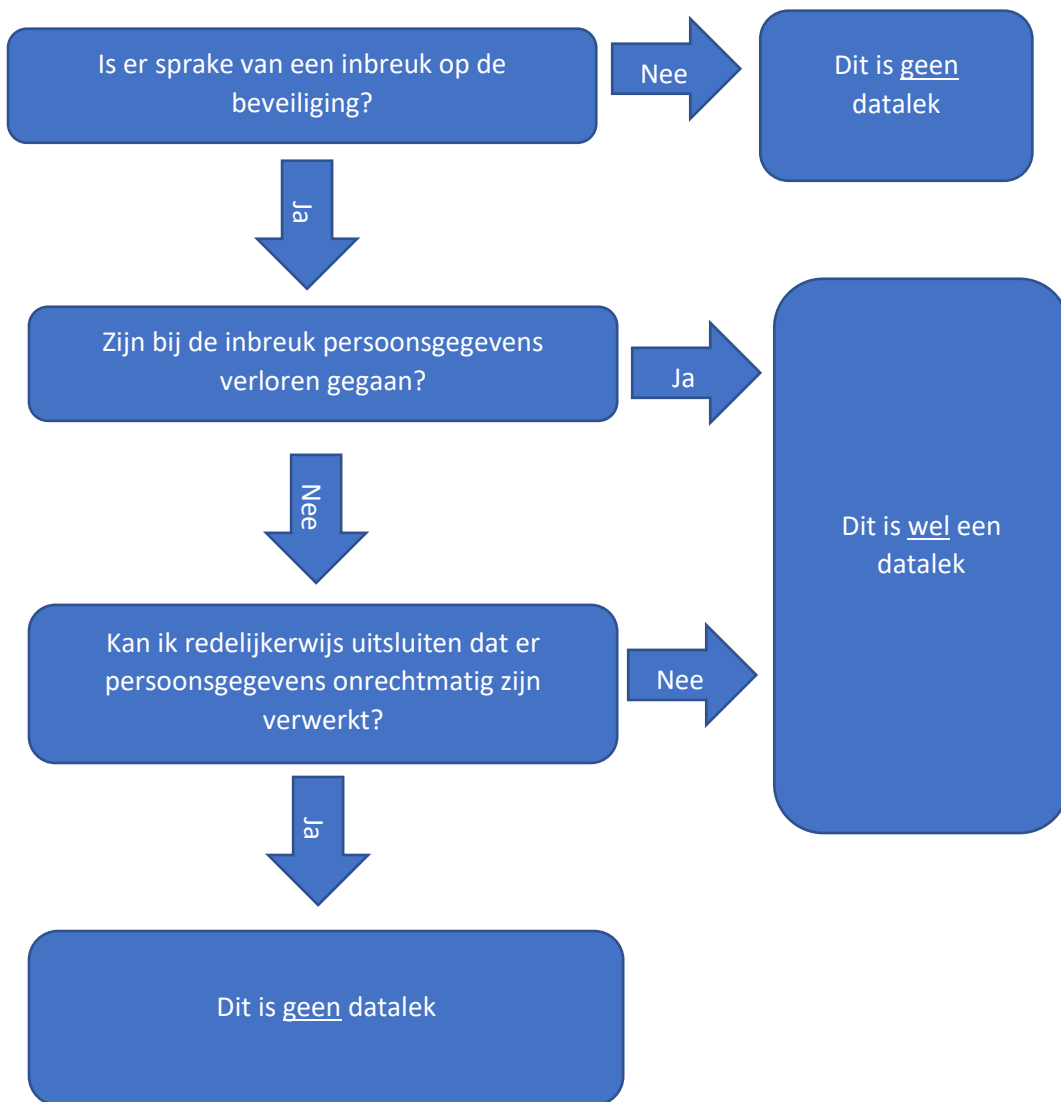 Is er sprake van een inbreuk op de
beveiliging?
Nee
Dit is geen
datalek
Ja
Zijn bij de inbreuk persoonsgegevens
verloren gegaan?
Ja
Nee
Dit is wel een
datalek
Kan ik redelijkerwijs uitsluiten dat er
persoonsgegevens onrechtmatig zijn
verwerkt?
Nee
Ja
Dit is geen datalek